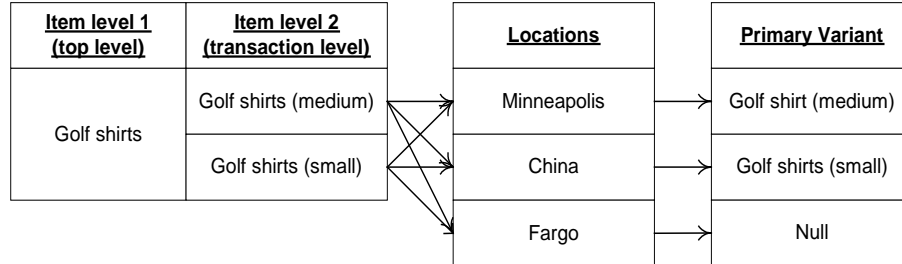 Item level 1
(top level)
Item level 2
(transaction level)
Locations
Primary Variant
Golf shirts
Golf shirts (medium)
Minneapolis
Golf shirt (medium)
Golf shirts (small)
China
Golf shirts (small)
Fargo
Null